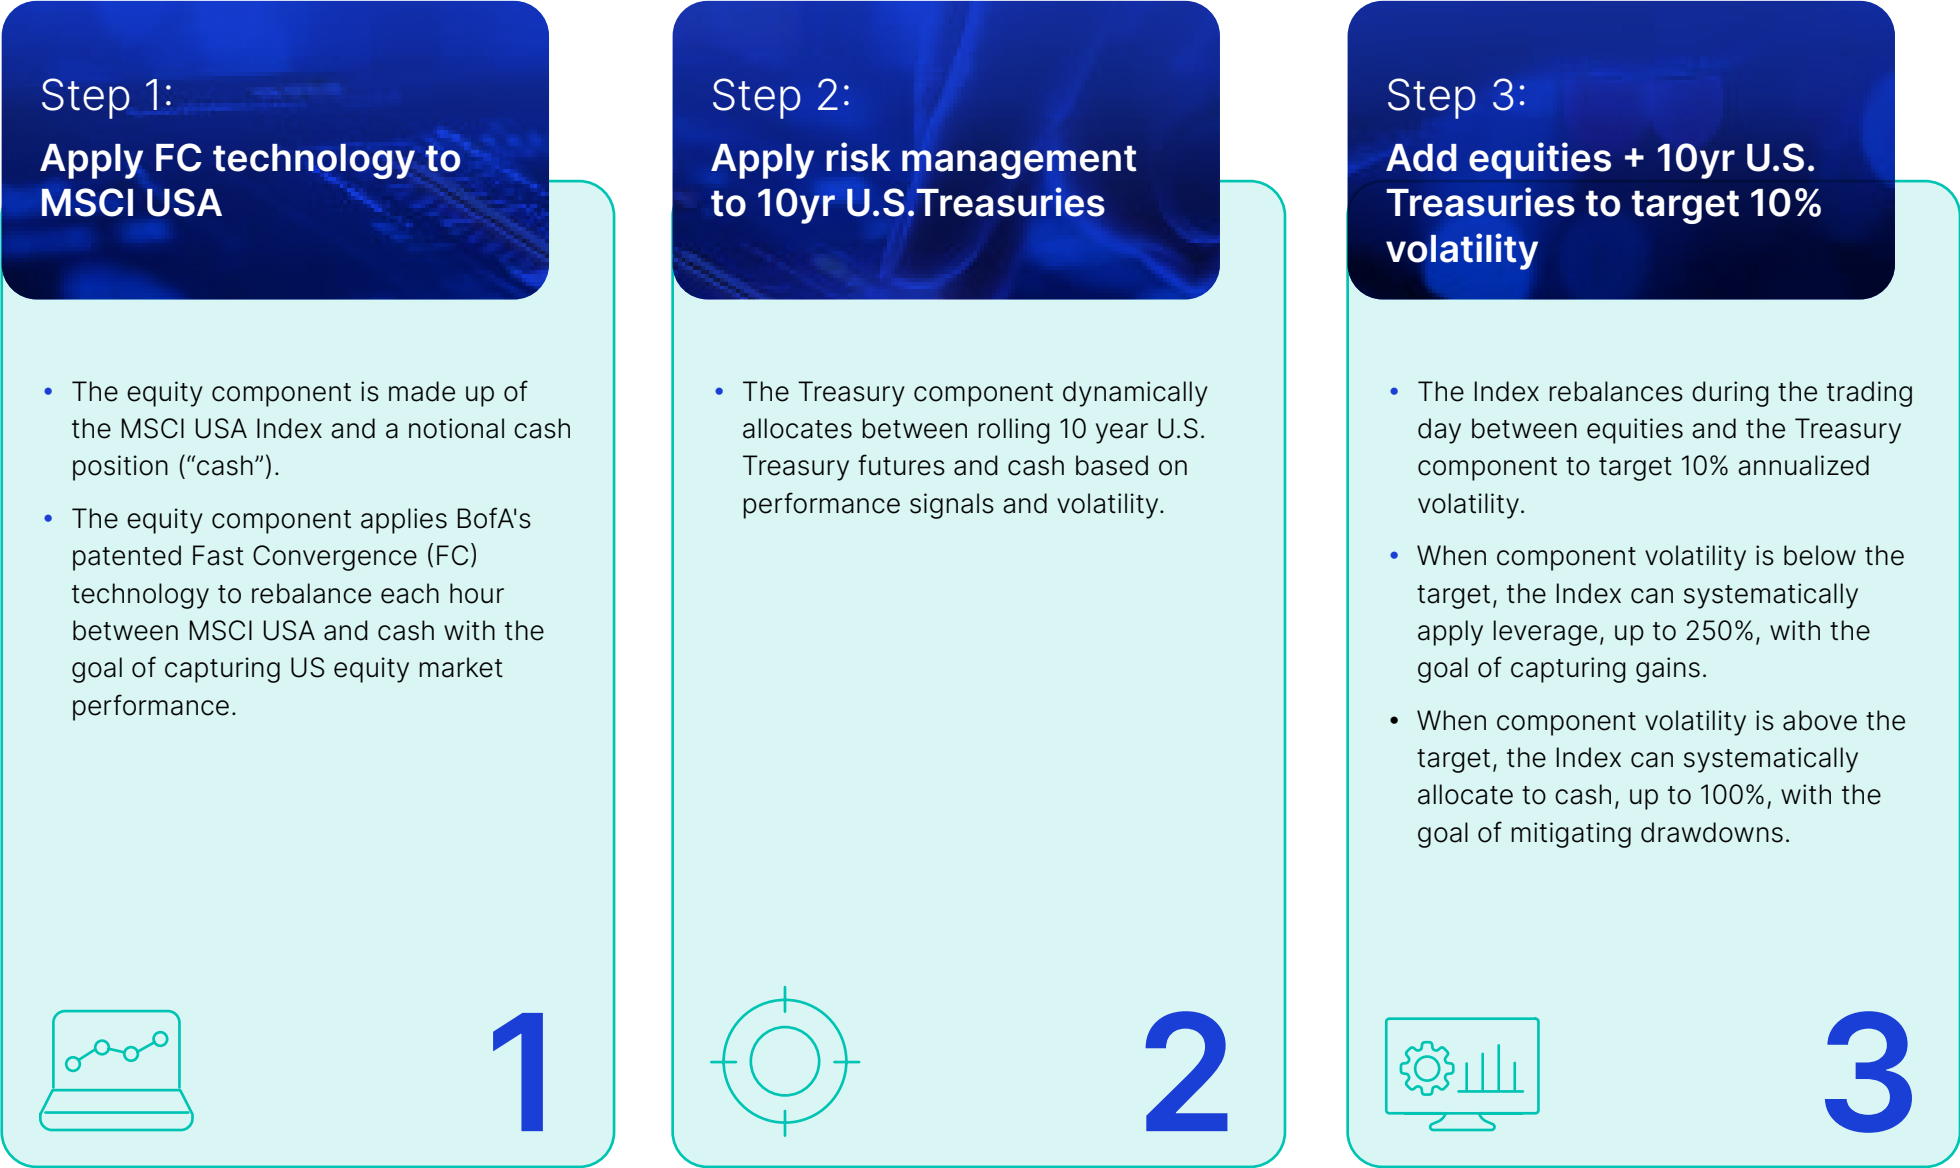 Step 1:
Apply FC technology to
MSCI USA
• The equity component is made up of
the MSCI USA Index and a notional cash
position (“cash”).
• The equity component applies BofA's
patented Fast Convergence (FC)
technology to rebalance each hour
between MSCI USA and cash with the
goal of capturing US equity market
performance.
1
Step 2:
Apply risk management
to 10yr U.S.Treasuries
• The Treasury component dynamically
allocates between rolling 10 year U.S.
Treasury futures and cash based on
performance signals and volatility.
2
Step 3:
Add equities + 10yr U.S.
Treasuries to target 10%
volatility
• The Index rebalances during the trading
day between equities and the Treasury
component to target 10% annualized
volatility.
• When component volatility is below the
target, the Index can systematically
apply leverage, up to 250%, with the
goal of capturing gains.
• When component volatility is above the
target, the Index can systematically
allocate to cash, up to 100%, with the
goal of mitigating drawdowns.
3